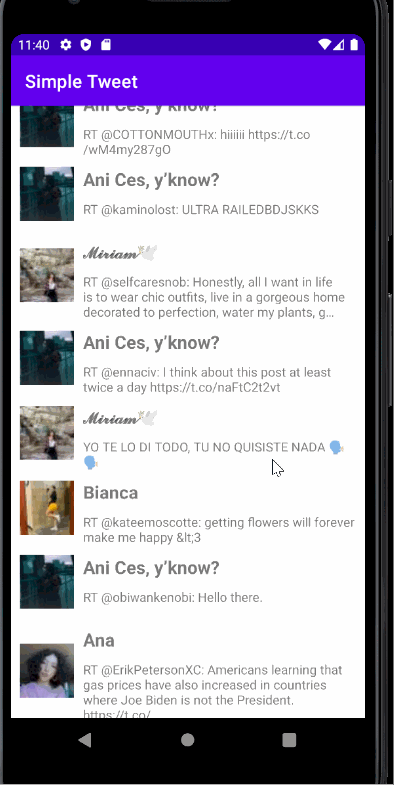 11:40
Simple Tweet
Ani Ces, y’know?
RT @COTTONMOUTHx: hiiiiii https://t.co
/wM4my287gO
Ani Ces, y’know?
RT @kaminolost: ULTRA RAILEDBDJSKKS
𝓜𝓲𝓻𝓲𝓪𝓶🕊
RT @selfcaresnob: Honestly, all I want in life
is to wear chic outfits, live in a gorgeous home
decorated to perfection, water my plants, g…
Ani Ces, y’know?
RT @ennaciv: I think about this post at least
twice a day https://t.co/naFtC2t2vt
𝓜𝓲𝓻𝓲𝓪𝓶🕊
YO TE LO DI TODO, TU NO QUISISTE NADA 🗣
🗣
Bianca
RT @kateemoscotte: getting flowers will forever
make me happy &lt;3
Ani Ces, y’know?
RT @obiwankenobi: Hello there.
Ana
RT @ErikPetersonXC: Americans learning that
gas prices have also increased in countries
where Joe Biden is not the President.
https://t.co/